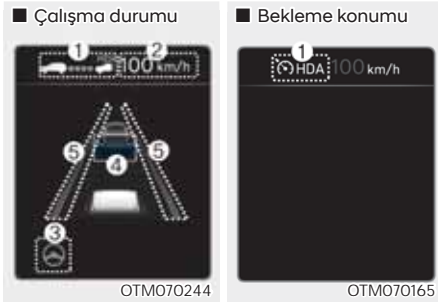 ■ Çalışma durumu
①
②
100 km/h
⑤
⑤
④
③
OTM070244
■ Bekleme konumu
①
HDA 100 km/h
OTM070165